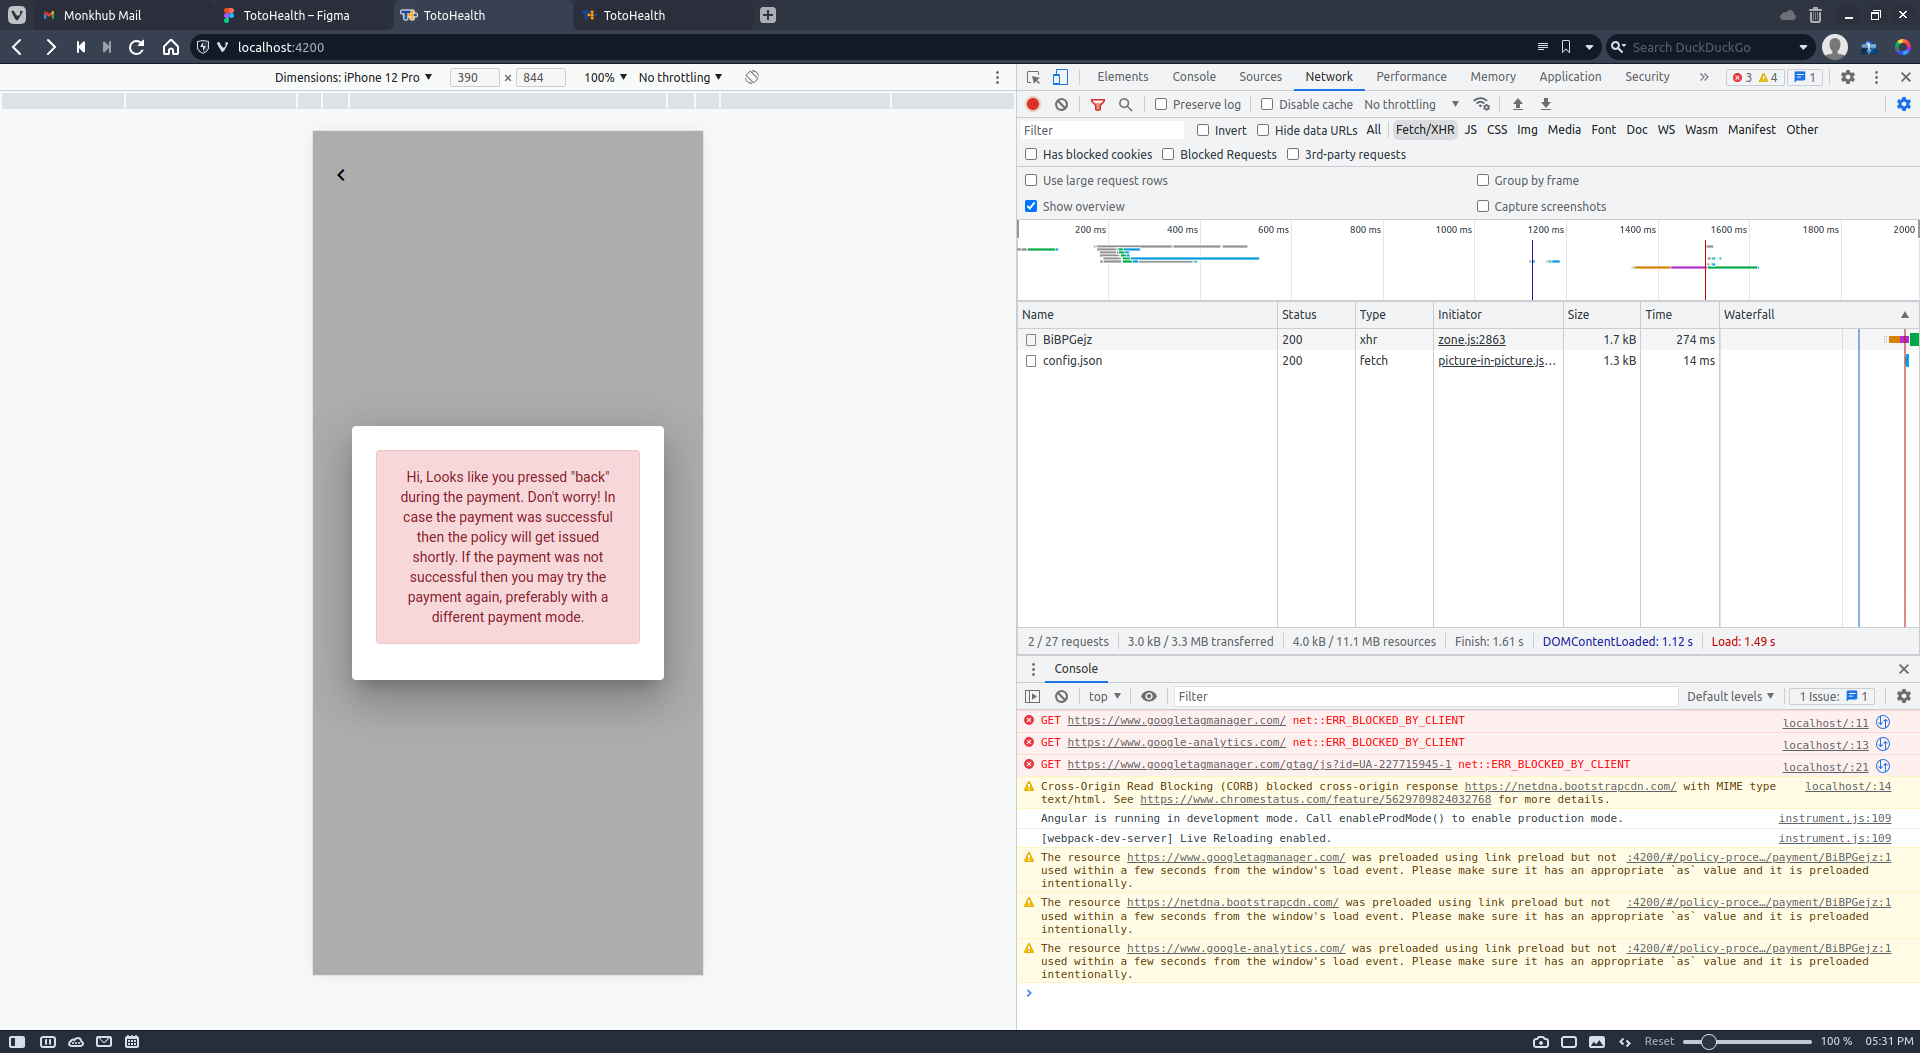 Monkhub Mail
TotoHealth – Figma
TotoHealth
TotoHealth
localhost:4200
Search DuckDuckGo
Dimensions: iPhone 12 Pro
390
×
844
100%
No throttling
Hi, Looks like you pressed "back"
during the payment. Don't worry! In
case the payment was successful
then the policy will get issued
shortly. If the payment was not
successful then you may try the
payment again, preferably with a
different payment mode.
Elements Console Sources Network Performance Memory Application Security 3 4 1
Preserve log Disable cache No throttling
Filter Invert Hide data URLs All Fetch/XHR JS CSS Img Media Font Doc WS Wasm Manifest Other
Has blocked cookies Blocked Requests 3rd-party requests
Use large request rows Group by frame
Show overview Capture screenshots
200 ms 400 ms 600 ms 800 ms 1000 ms 1200 ms 1400 ms 1600 ms 1800 ms 2000
Name Status Type Initiator Size Time Waterfall
BiBPGejz 200 xhr zone.js:2863 1.7 kB 274 ms
config.json 200 fetch picture-in-picture.js... 1.3 kB 14 ms
2 / 27 requests 3.0 kB / 3.3 MB transferred 4.0 kB / 11.1 MB resources Finish: 1.61 s DOMContentLoaded: 1.12 s Load: 1.49 s
Console
top Filter Default levels 1 Issue: 1
GET https://www.googletagmanager.com/ net::ERR_BLOCKED_BY_CLIENT localhost/:11
GET https://www.google-analytics.com/ net::ERR_BLOCKED_BY_CLIENT localhost/:13
GET https://www.googletagmanager.com/gtag/js?id=UA-227715945-1 net::ERR_BLOCKED_BY_CLIENT localhost/:21
Cross-Origin Read Blocking (CORB) blocked cross-origin response https://netdna.bootstrapcdn.com/ with MIME type localhost/:14
text/html. See https://www.chromestatus.com/feature/5629709824032768 for more details.
Angular is running in development mode. Call enableProdMode() to enable production mode. instrument.js:109
[webpack-dev-server] Live Reloading enabled. instrument.js:109
The resource https://www.googletagmanager.com/ was preloaded using link preload but not :4200/#/policy-proce…/payment/BiBPGejz:1
used within a few seconds from the window's load event. Please make sure it has an appropriate `as` value and it is preloaded
intentionally.
The resource https://netdna.bootstrapcdn.com/ was preloaded using link preload but not :4200/#/policy-proce…/payment/BiBPGejz:1
used within a few seconds from the window's load event. Please make sure it has an appropriate `as` value and it is preloaded
intentionally.
The resource https://www.google-analytics.com/ was preloaded using link preload but not :4200/#/policy-proce…/payment/BiBPGejz:1
used within a few seconds from the window's load event. Please make sure it has an appropriate `as` value and it is preloaded
intentionally.
Reset 100 % 05:31 PM